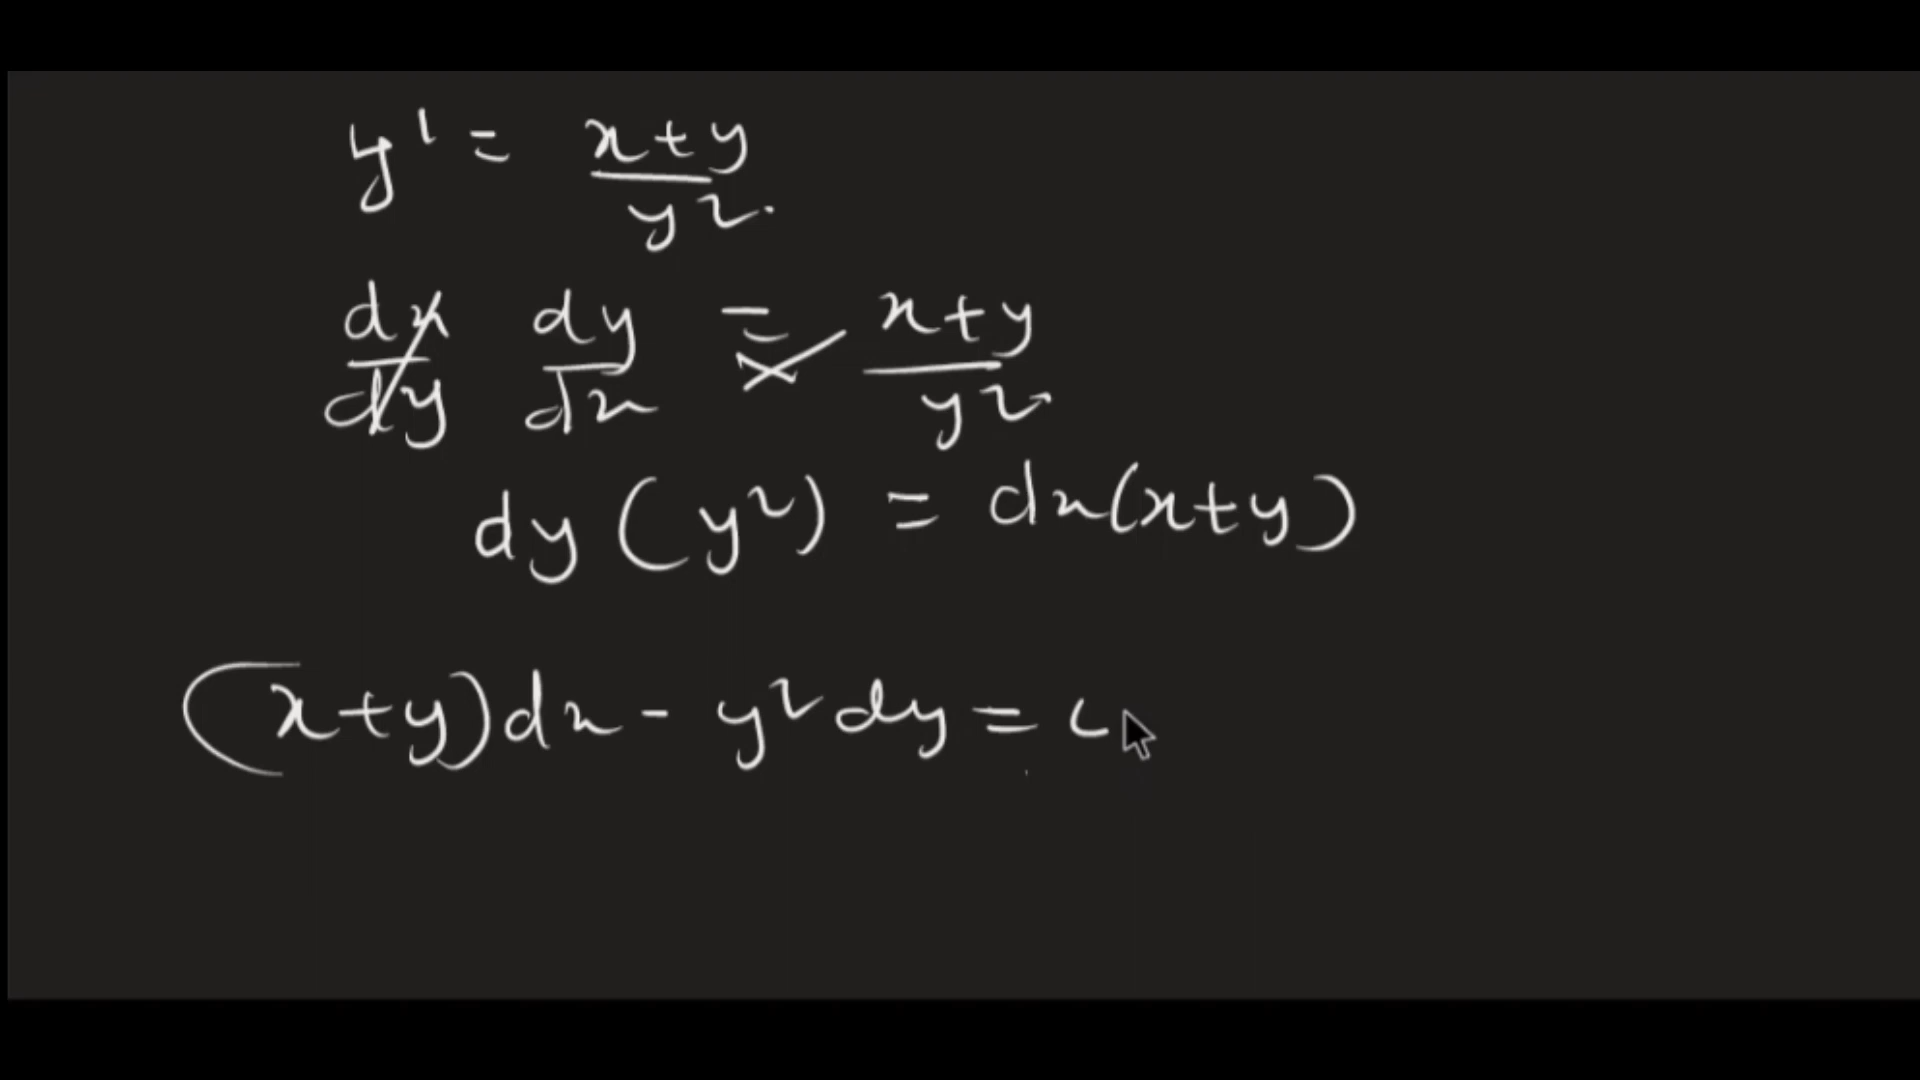 y' = x+y / y²
dx/dy dy/dx = x+y / y²
dy (y²) = dx(x+y)
(x+y)dx - y²dy =